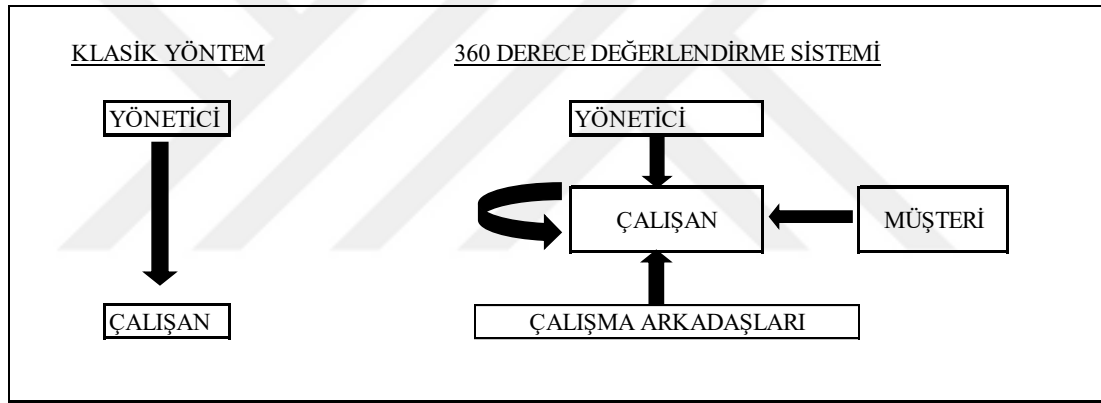 KLASİK YÖNTEM
YÖNETİCİ
ÇALIŞAN
360 DERECE DEĞERLENDİRME SİSTEMİ
YÖNETİCİ
ÇALIŞAN
MÜŞTERİ
ÇALIŞMA ARKADAŞLARI